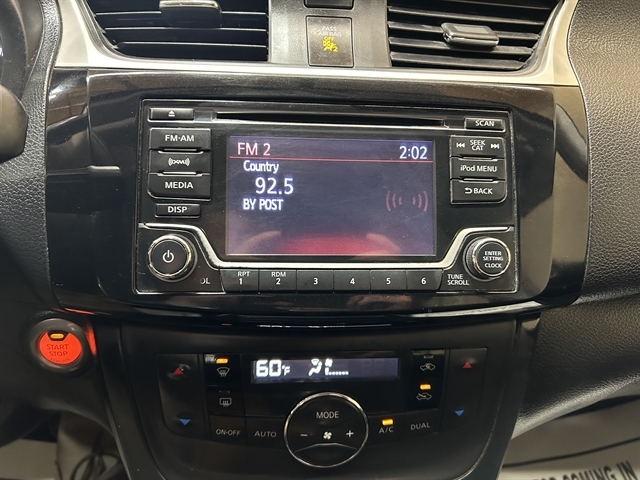 PASS
AIR BAG
OFF
SCAN
FM·AM
FM 2
2:02
SEEK
CAT
Country
92.5
BY POST
MEDIA
iPod MENU
BACK
DISP
ENTER
SETTING
CLOCK
RPT
1
RDM
2
3
4
5
6
TUNE
SCROLL
START
STOP
60°F
MODE
ON·OFF
AUTO
A/C
DUAL